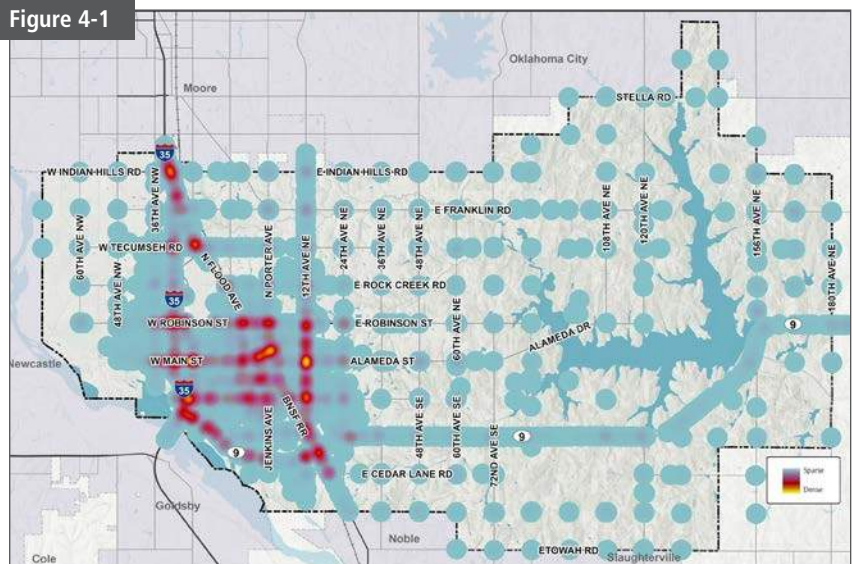 Figure 4-1
Oklahoma City
Moore
STELLA RD
35
W INDIAN HILLS RD
E INDIAN HILLS RD
36TH AVE NW
E FRANKLIN RD
60TH AVE NW
W TECUMSEH RD
N FLOOD AVE
N PORTER AVE
12TH AVE NE
24TH AVE NE
36TH AVE NE
48TH AVE NE
108TH AVE NE
120TH AVE NE
156TH AVE NE
180TH AVE NE
48TH AVE NW
35
E ROCK CREEK RD
W ROBINSON ST
E ROBINSON ST
60TH AVE NE
ALAMEDA DR
9
Newcastle
W MAIN ST
ALAMEDA ST
35
JENKINS AVE
BNSF RR
48TH AVE SE
60TH AVE SE
72ND AVE SE
9
9
E CEDAR LANE RD
Sparse
Dense
Goldsby
Noble
ETOWAH RD
Slaughterville
Cole